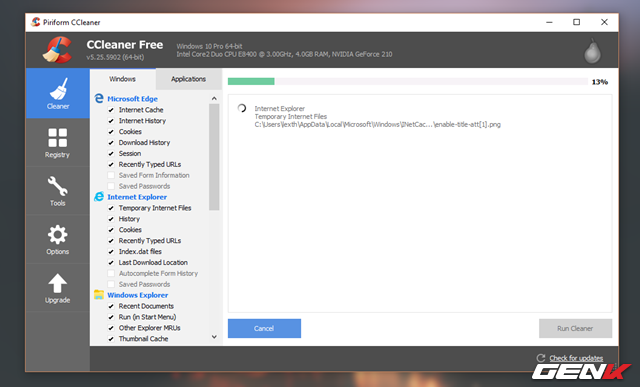 Piriform CCleaner
CCleaner Free
v5.25.5902 (64-bit)
Windows 10 Pro 64-bit
Intel Core2 Duo CPU E8400 @ 3.00GHz, 4.0GB RAM, NVIDIA GeForce 210
Cleaner
Registry
Tools
Options
Upgrade
Windows
Applications
Microsoft Edge
Internet Cache
Internet History
Cookies
Download History
Session
Recently Typed URLs
Saved Form Information
Saved Passwords
Internet Explorer
Temporary Internet Files
History
Cookies
Recently Typed URLs
Index.dat files
Last Download Location
Autocomplete Form History
Saved Passwords
Windows Explorer
Recent Documents
Run (in Start Menu)
Other Explorer MRUs
Thumbnail Cache
13%
Internet Explorer
Temporary Internet Files
C:\Users\lexth\AppData\Local\Microsoft\Windows\INetCac...\enable-title-att[1].png
Cancel
Run Cleaner
Check for updates
GENK